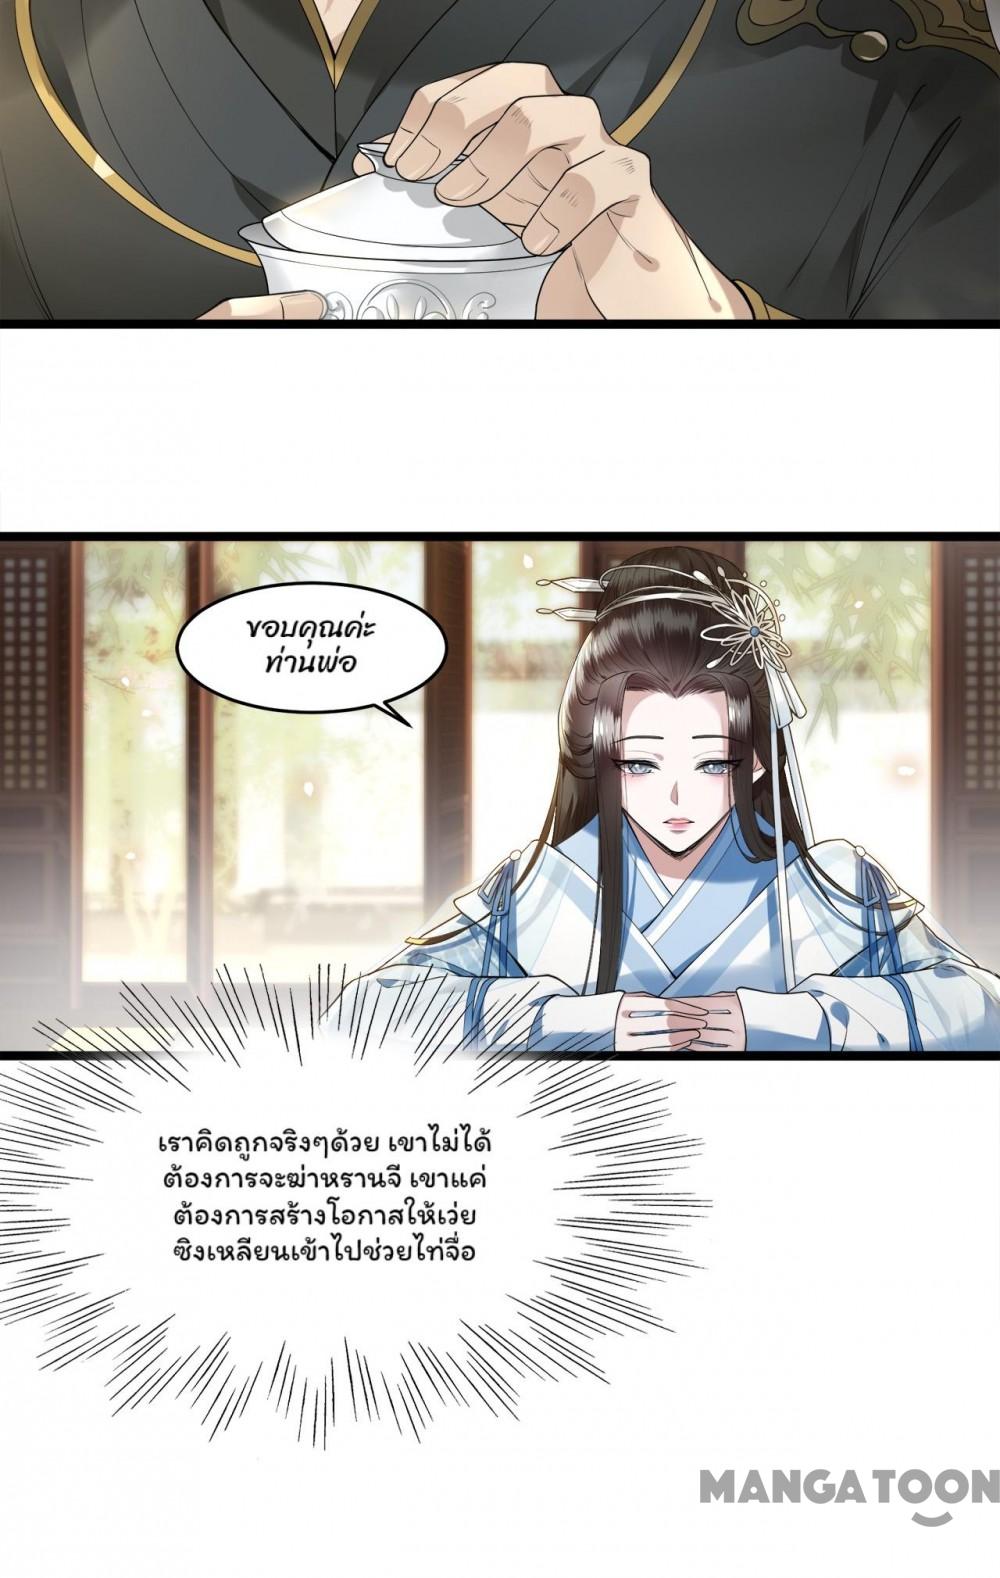 ขอบคุณค่ะ
ท่านพ่อ
เราคิดถูกจริงๆด้วย เขาไม่ได้
ต้องการจะฆ่าหรานจี เขาแค่
ต้องการสร้างโอกาสให้เว่ย
ซิงเหลียนเข้าไปช่วยไท่จื่อ
MANGATOON